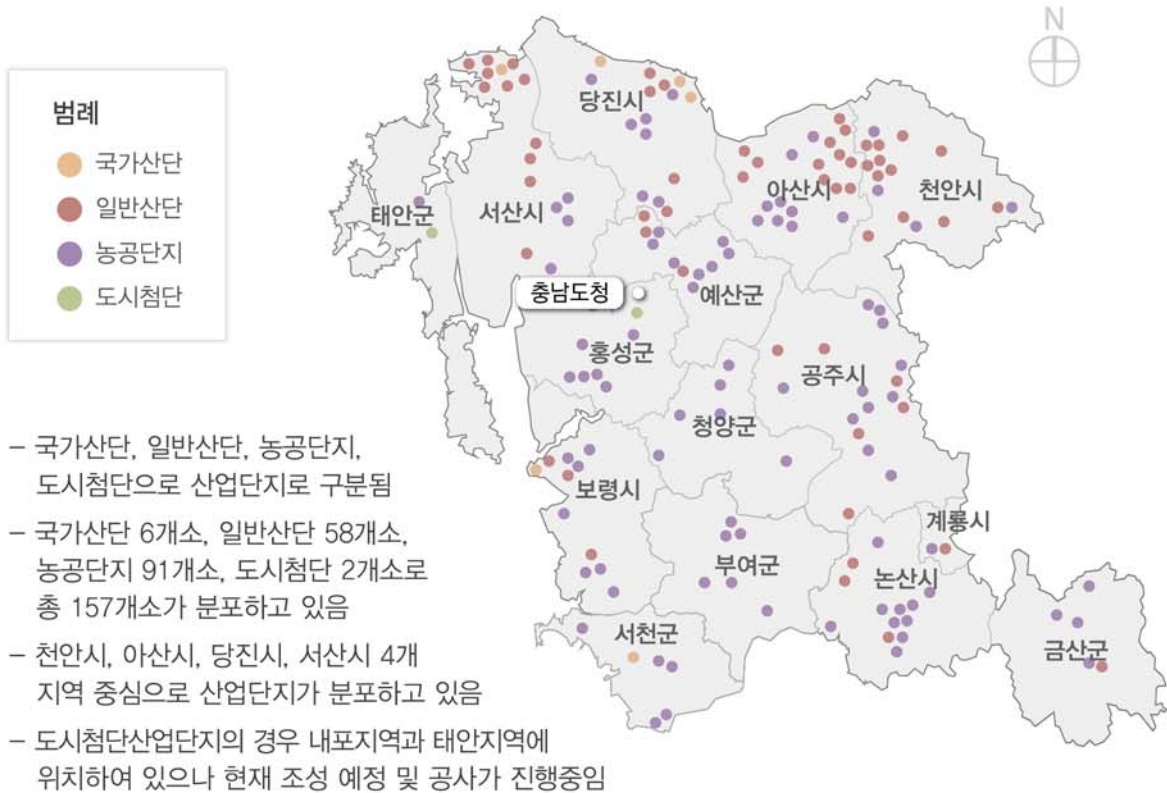 N
범례
국가산단
일반산단
농공단지
도시첨단
당진시
아산시
천안시
태안군
서산시
충남도청
예산군
홍성군
공주시
청양군
보령시
계룡시
부여군
논산시
서천군
금산군
– 국가산단, 일반산단, 농공단지,
도시첨단으로 산업단지로 구분됨
– 국가산단 6개소, 일반산단 58개소,
농공단지 91개소, 도시첨단 2개소로
총 157개소가 분포하고 있음
– 천안시, 아산시, 당진시, 서산시 4개
지역 중심으로 산업단지가 분포하고 있음
– 도시첨단산업단지의 경우 내포지역과 태안지역에
위치하여 있으나 현재 조성 예정 및 공사가 진행중임